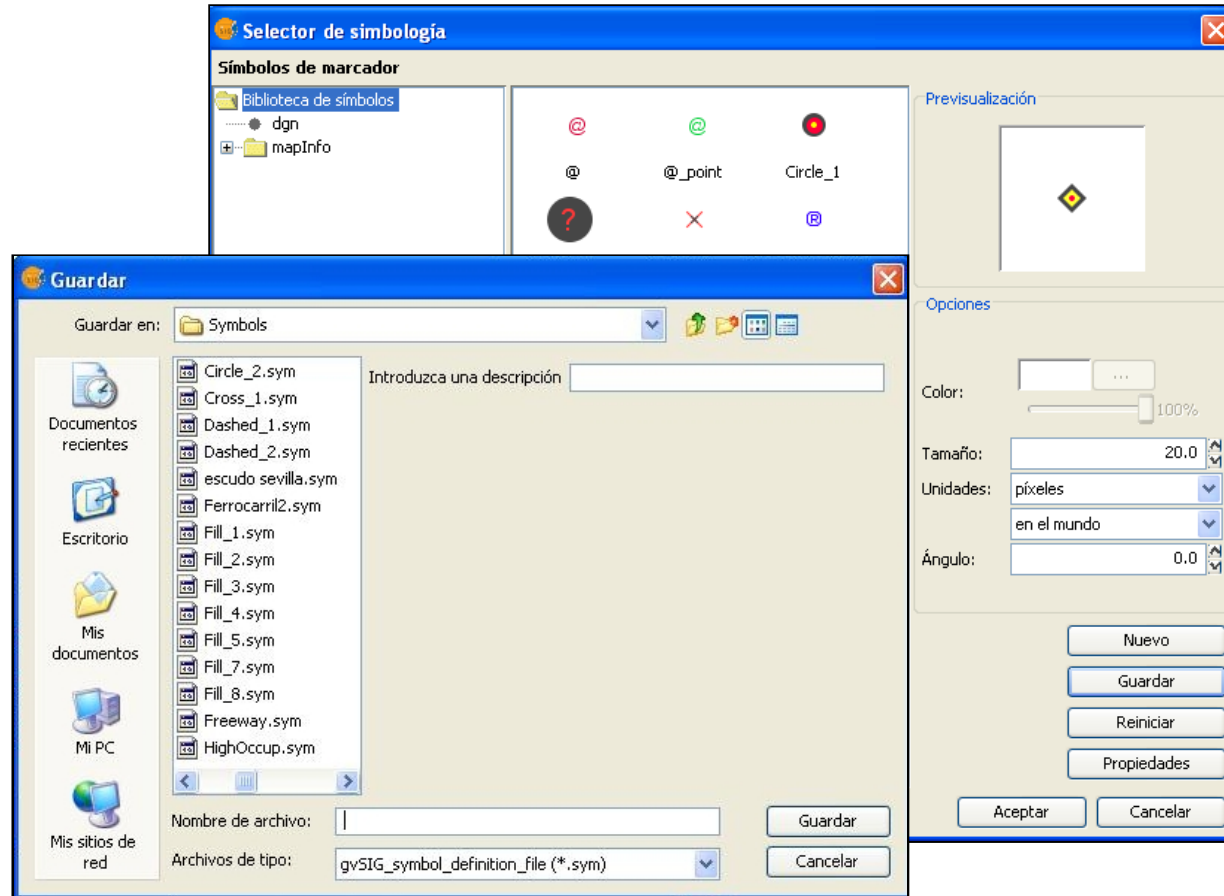 Selector de simbología
Símbolos de marcador
Biblioteca de símbolos
dgn
mapInfo
@
@
@
@_point
Circle_1
?
R
Previsualización
Opciones
Color:
...
100%
Tamaño:
20.0
Unidades:
píxeles
en el mundo
Ángulo:
0.0
Nuevo
Guardar
Reiniciar
Propiedades
Aceptar
Cancelar
Guardar
Guardar en:
Symbols
Documentos
recientes
Escritorio
Mis
documentos
Mi PC
Mis sitios de
red
Circle_2.sym
Cross_1.sym
Dashed_1.sym
Dashed_2.sym
escudo sevilla.sym
Ferrocarril2.sym
Fill_1.sym
Fill_2.sym
Fill_3.sym
Fill_4.sym
Fill_5.sym
Fill_7.sym
Fill_8.sym
Freeway.sym
HighOccup.sym
Introduzca una descripción
Nombre de archivo:
Guardar
Archivos de tipo:
gvSIG_symbol_definition_file (*.sym)
Cancelar